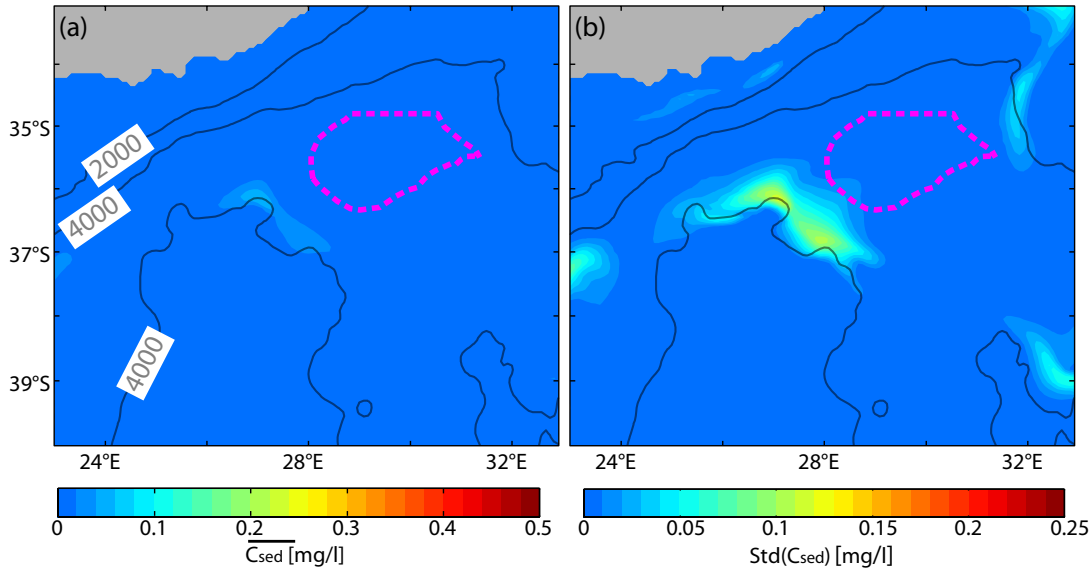 (a)
(b)
2000
4000
4000
35°S
37°S
39°S
24°E 28°E 32°E
24°E 28°E 32°E
0 0.1 0.2 0.3 0.4 0.5
Csed [mg/l]
0 0.05 0.1 0.15 0.2 0.25
Std(Csed) [mg/l]